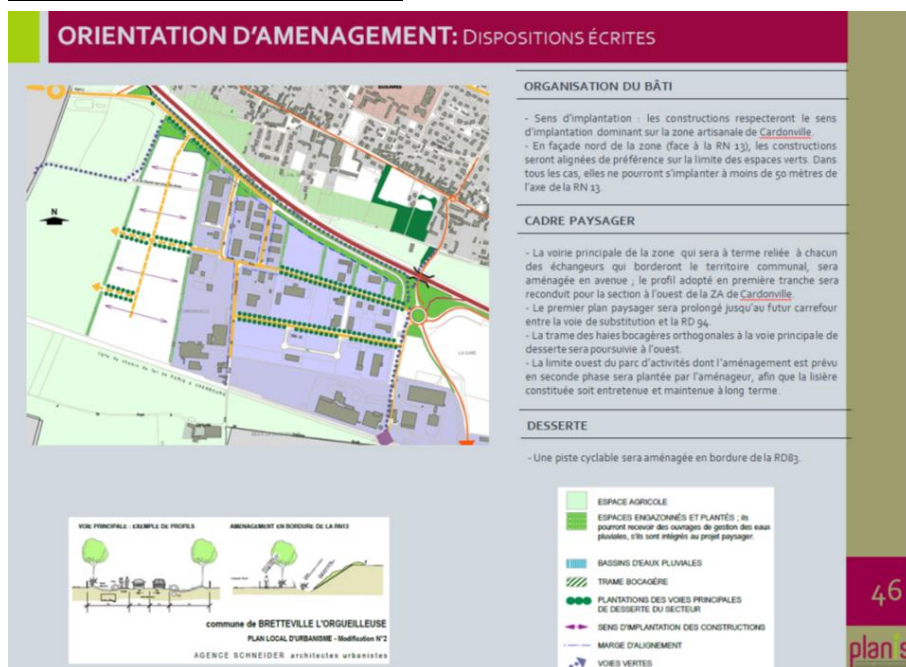 ORIENTATION D'AMENAGEMENT: DISPOSITIONS ÉCRITES
ORGANISATION DU BÂTI
- Sens d'implantation : les constructions respecteront le sens
d'implantation dominant sur la zone artisanale de Cardonville.
- En façade nord de la zone (face à la RN 13), les constructions
seront alignées de préférence sur la limite des espaces verts. Dans
tous les cas, elles ne pourront s'implanter à moins de 50 mètres de
l'axe de la RN 13.
CADRE PAYSAGER
- La voirie principale de la zone qui sera à terme reliée à chacun
des échangeurs qui borderont le territoire communal, sera
aménagée en avenue ; le profil adopté en première tranche sera
reconduit pour la section à l'ouest de la ZA de Cardonville.
- Le premier plan paysager sera prolongé jusqu'au futur carrefour
entre la voie de substitution et la RD 94.
- La trame des haies bocagères orthogonales à la voie principale de
desserte sera poursuivie à l'ouest.
- La limite ouest du parc d'activités dont l'aménagement est prévu
en seconde phase sera plantée par l'aménageur, afin que la lisière
constituée soit entretenue et maintenue à long terme.
DESSERTE
- Une piste cyclable sera aménagée en bordure de la RD83.
N
LA GARE
Ligne de Chemin de fer de PARIS à CHERBOURG
VOIE PRINCIPALE : EXEMPLE DE PROFILS
AMENAGEMENT EN BORDURE DE LA RN13
commune de BRETTEVILLE L'ORGUEILLEUSE
PLAN LOCAL D'URBANISME - Modification N°2
AGENCE SCHNEIDER architectes urbanistes
ESPACE AGRICOLE
ESPACES ENGAZONNÉS ET PLANTÉS ; ils
pourront recevoir des ouvrages de gestion des eaux
pluviales, s'ils sont intégrés au projet paysager.
BASSINS D'EAUX PLUVIALES
TRAME BOCAGÈRE
PLANTATIONS DES VOIES PRINCIPALES
DE DESSERTE DU SECTEUR
SENS D'IMPLANTATION DES CONSTRUCTIONS
MARGE D'ALIGNEMENT
VOIES VERTES
46
plan is